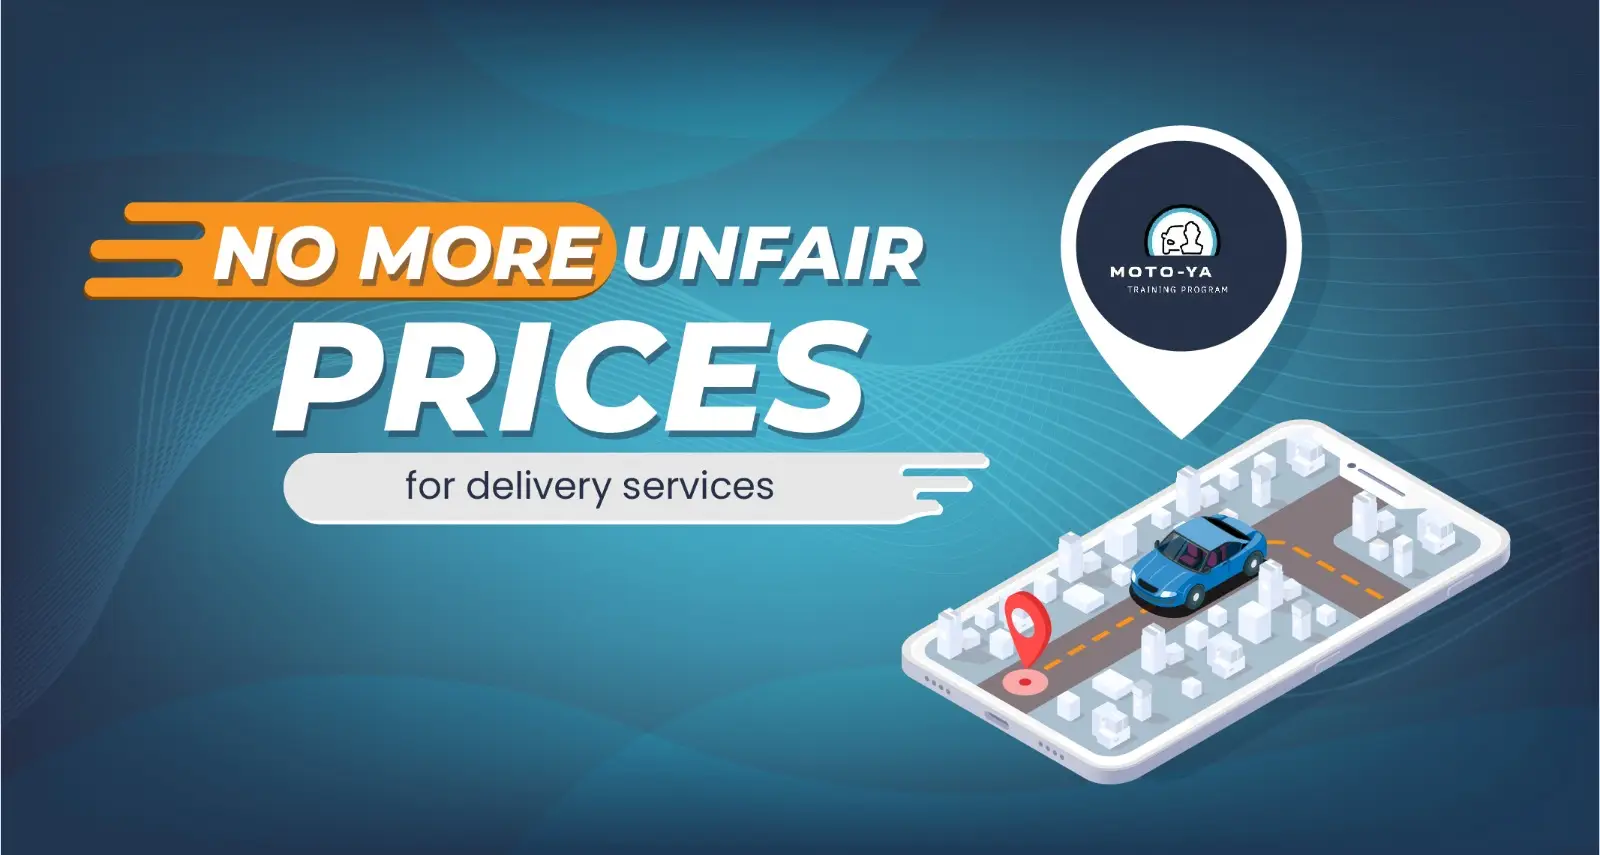 NO MORE UNFAIR
PRICES
for delivery services
MOTO-YA
TRAINING PROGRAM